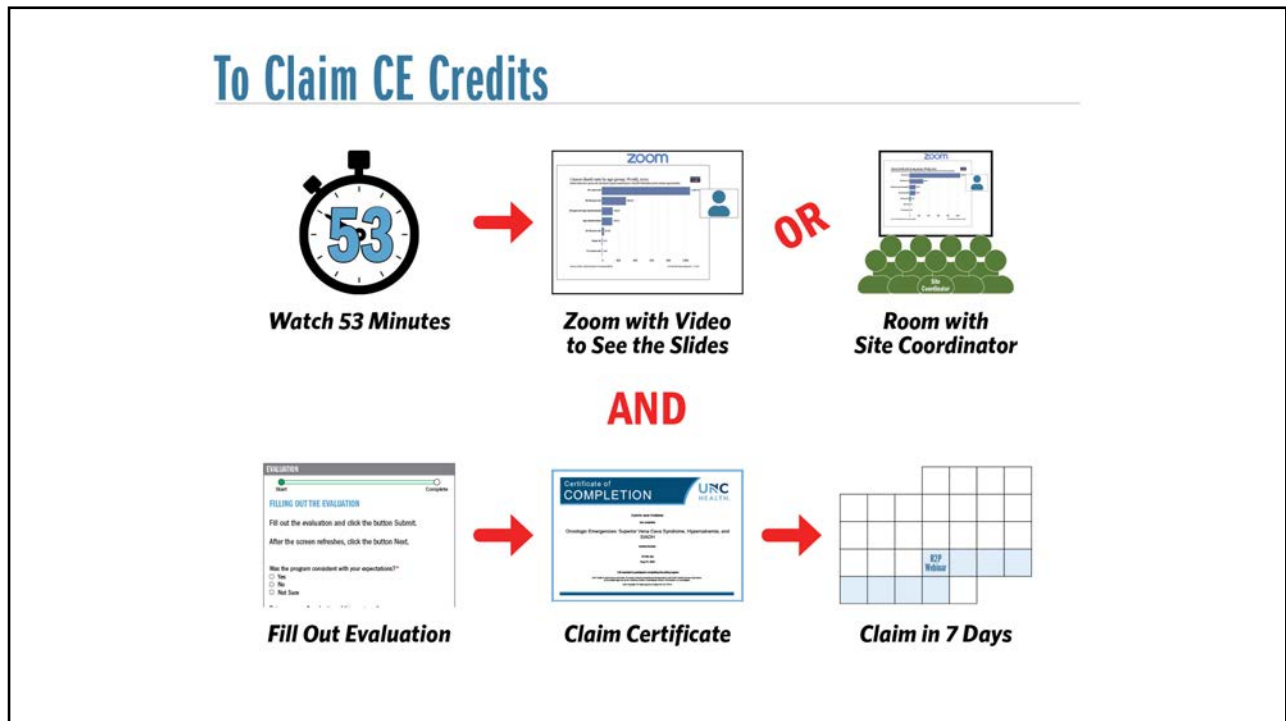 To Claim CE Credits
53
zoom
OR
zoom
Site
Coordinator
Watch 53 Minutes
Zoom with Video
to See the Slides
Room with
Site Coordinator
AND
EVALUATION
Start
Complete
FILLING OUT THE EVALUATION
Fill out the evaluation and click the button Submit.
After the screen refreshes, click the button Next.
Was the program consistent with your expectations?*
Yes
No
Not Sure
Certificate of
COMPLETION
UNC
HEALTH
Oncologic Emergencies: Superior Vena Cava Syndrome, Hypercalcemia, and
SIADH
R2P
Webinar
Fill Out Evaluation
Claim Certificate
Claim in 7 Days